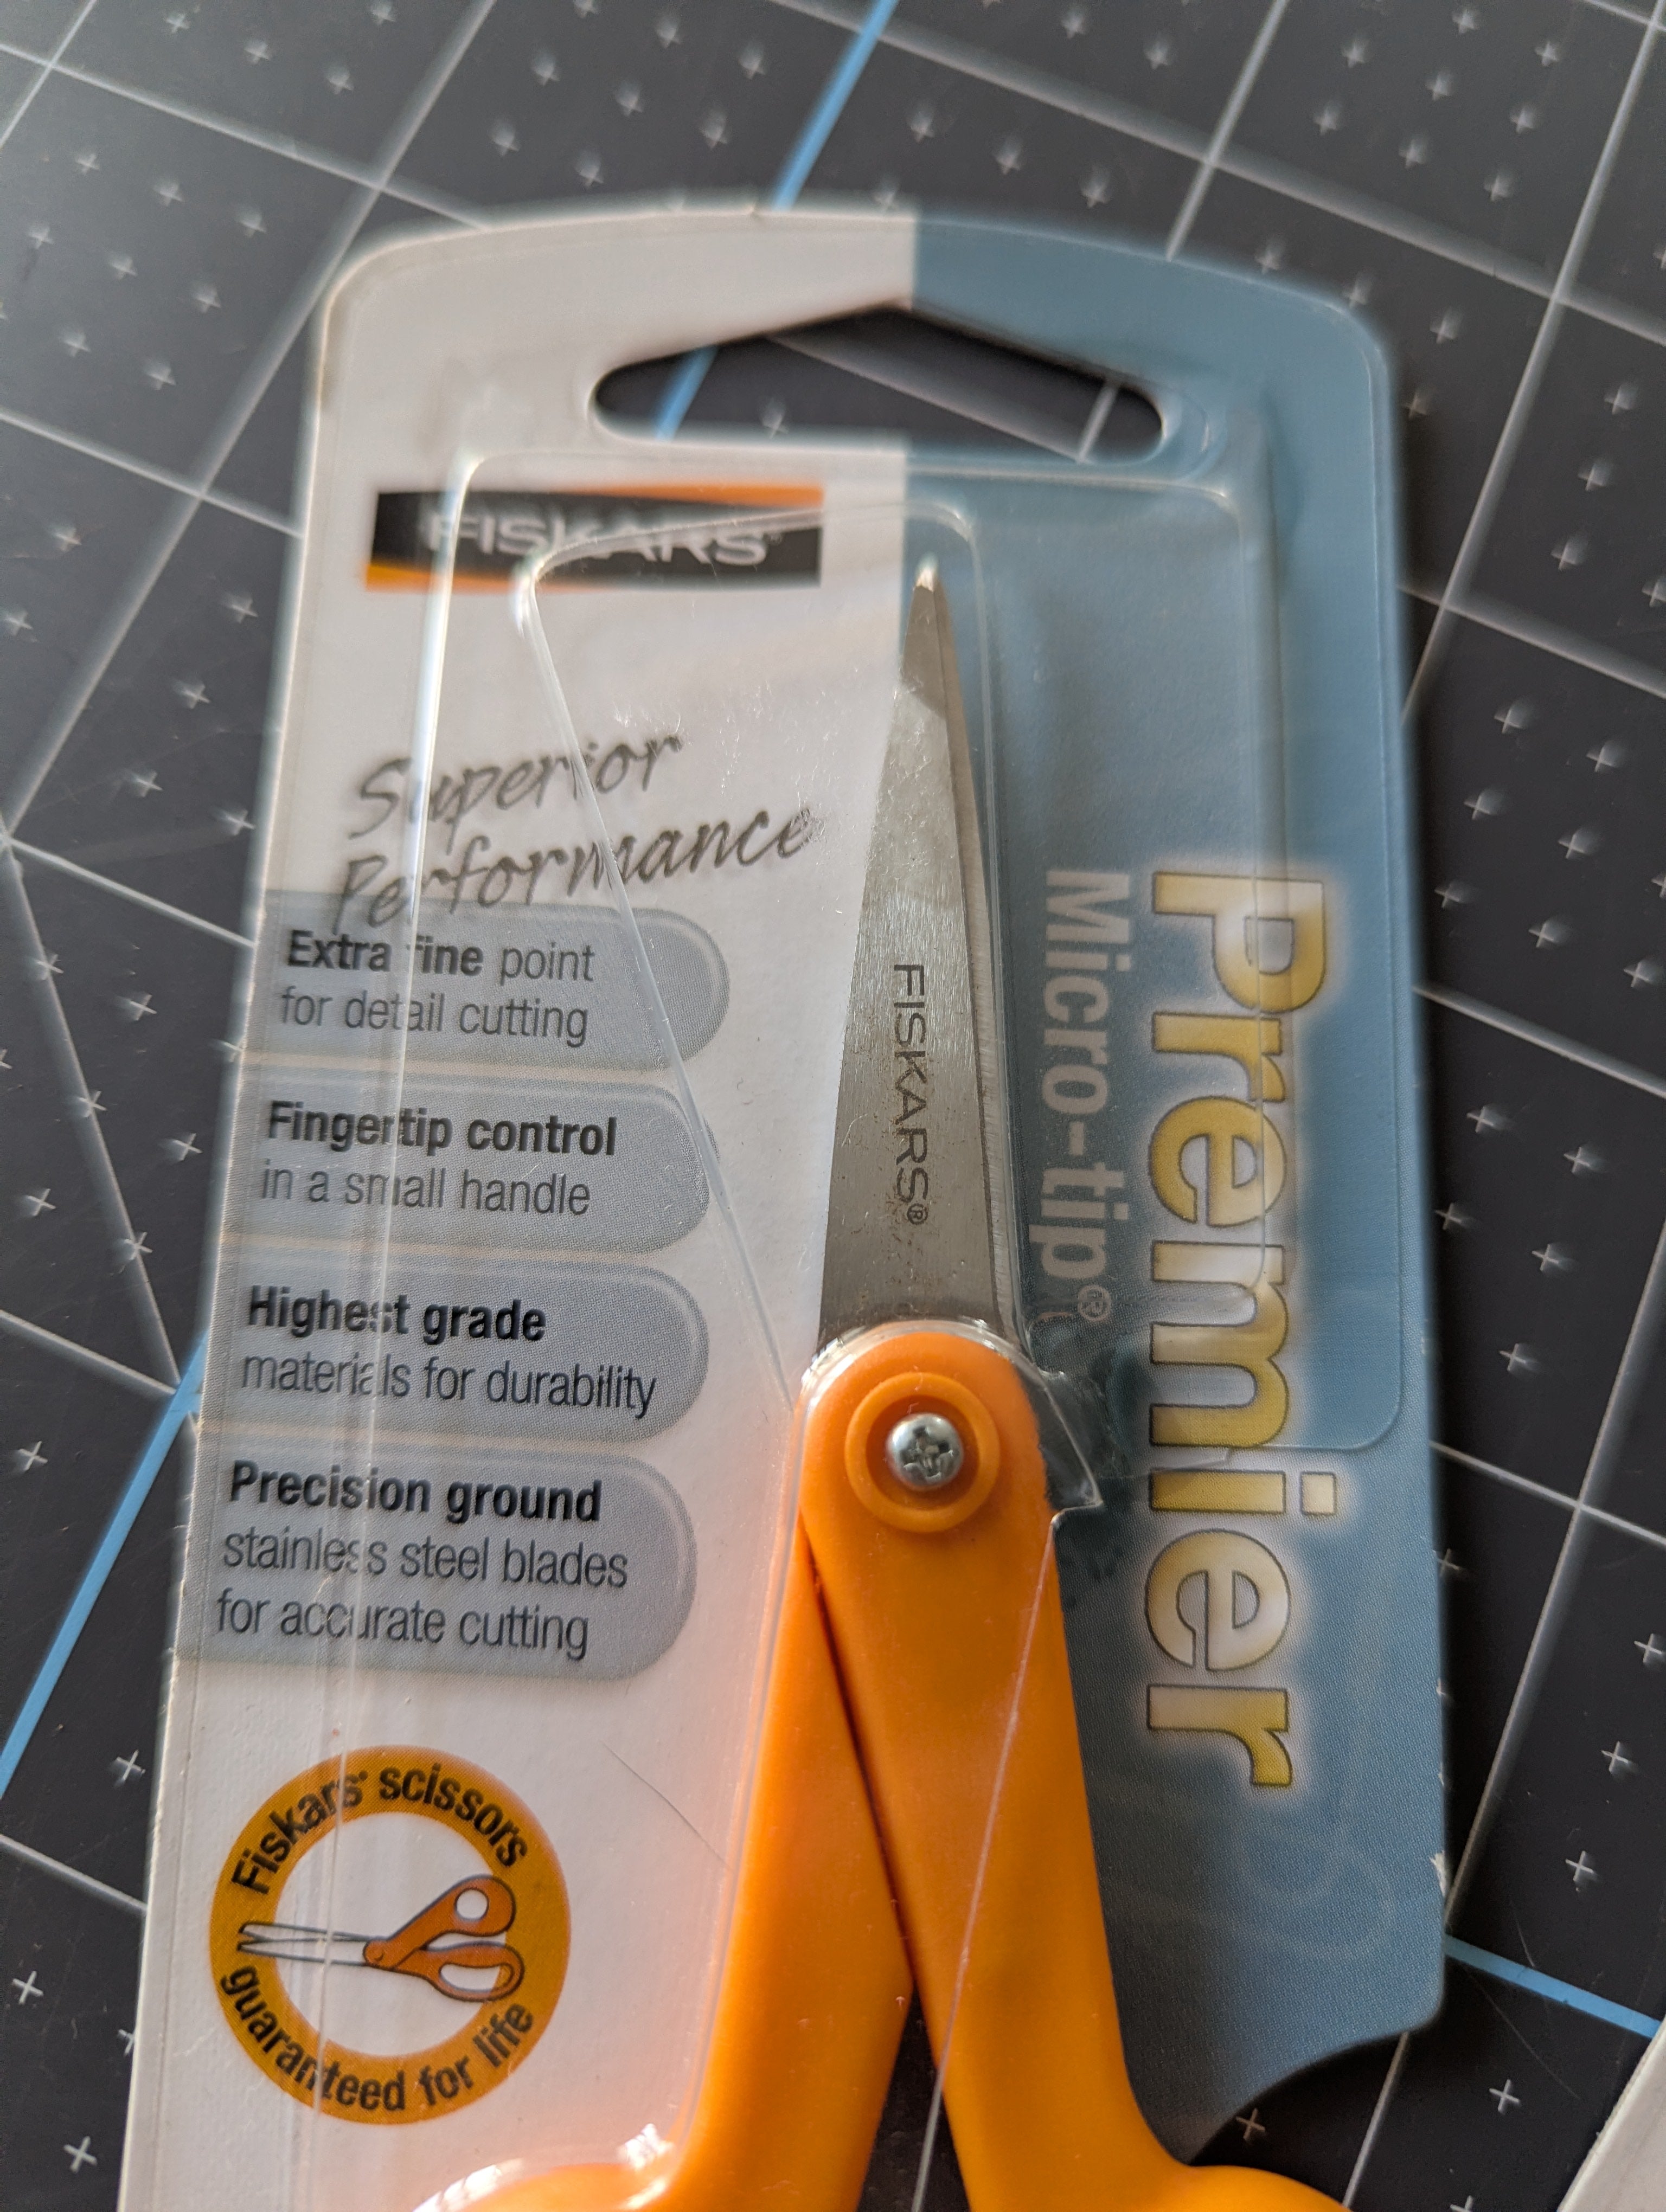 FISKARS®
Superior
Performance
Extra fine point
for detail cutting
Fingertip control
in a small handle
Highest grade
materials for durability
Precision ground
stainless steel blades
for accurate cutting
Fiskars® scissors
guaranteed for life
FISKARS®
Micro-tip®
Premier